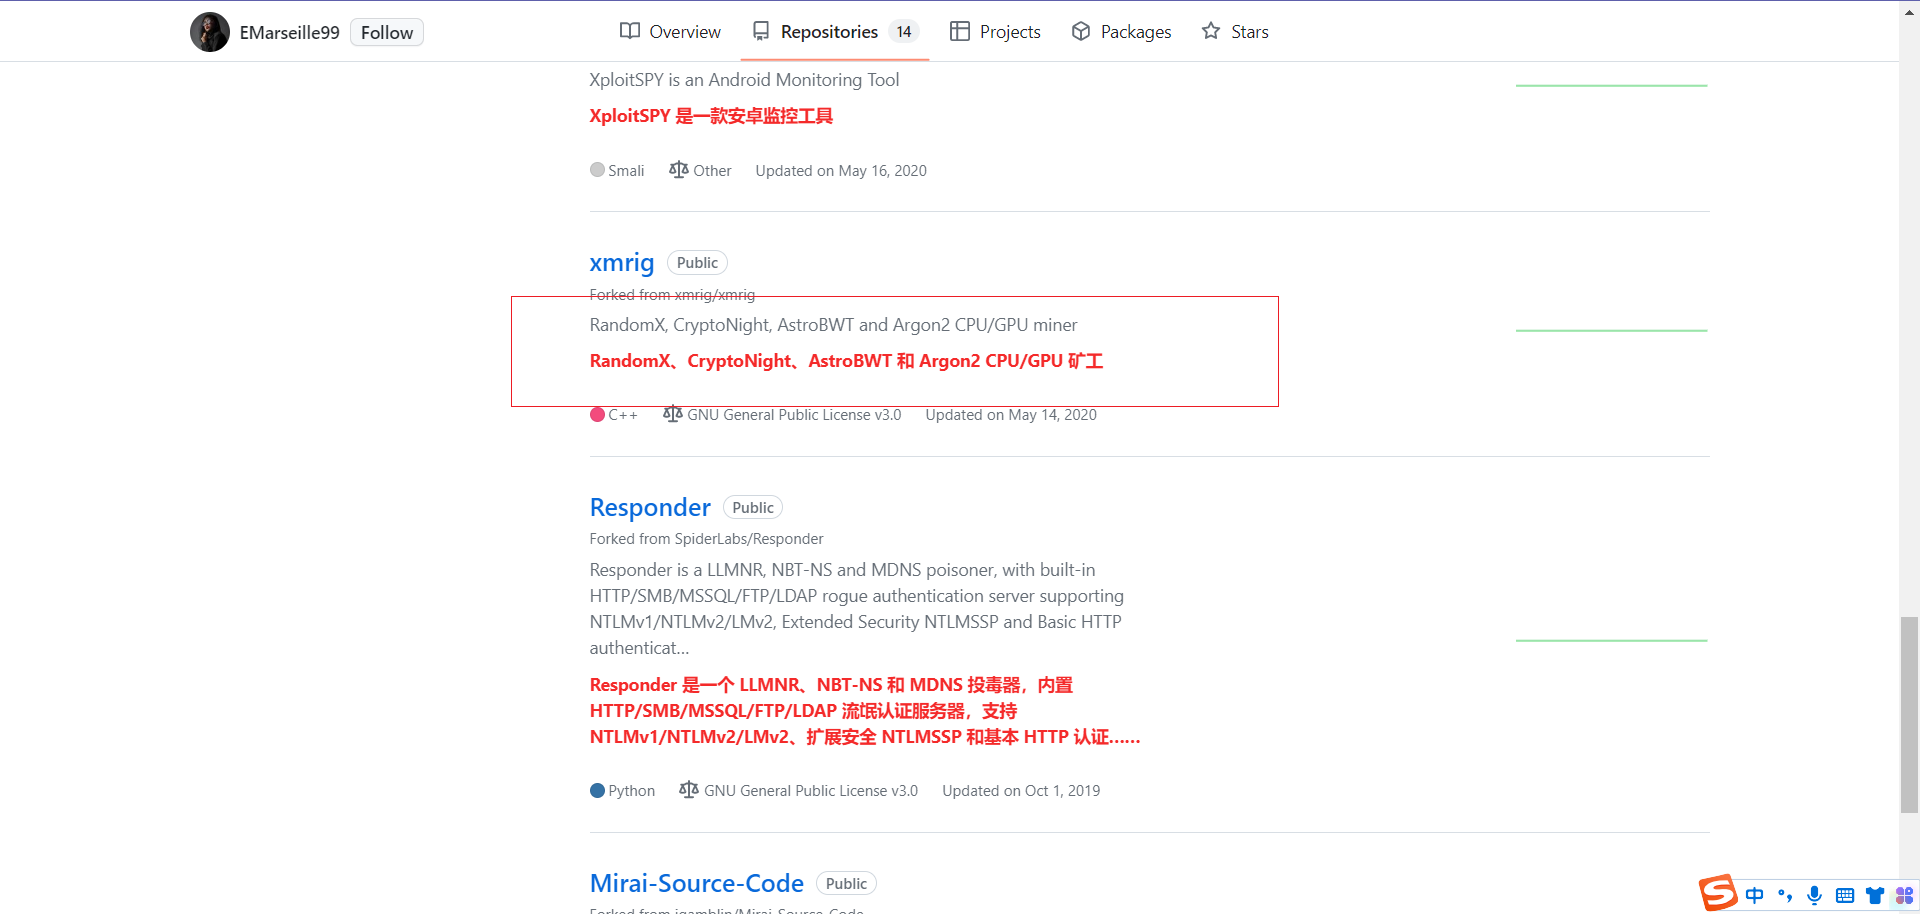 EMarseille99 Follow Overview Repositories 14 Projects Packages Stars
XploitSPY is an Android Monitoring Tool
XploitSPY 是一款安卓监控工具
Smali Other Updated on May 16, 2020
xmrig Public
Forked from xmrig/xmrig
RandomX, CryptoNight, AstroBWT and Argon2 CPU/GPU miner
RandomX、CryptoNight、AstroBWT 和 Argon2 CPU/GPU 矿工
C++ GNU General Public License v3.0 Updated on May 14, 2020
Responder Public
Forked from SpiderLabs/Responder
Responder is a LLMNR, NBT-NS and MDNS poisoner, with built-in
HTTP/SMB/MSSQL/FTP/LDAP rogue authentication server supporting
NTLMv1/NTLMv2/LMv2, Extended Security NTLMSSP and Basic HTTP
authenticat...
Responder 是一个 LLMNR、NBT-NS 和 MDNS 投毒器，内置
HTTP/SMB/MSSQL/FTP/LDAP 流氓认证服务器，支持
NTLMv1/NTLMv2/LMv2、扩展安全 NTLMSSP 和基本 HTTP 认证……
Python GNU General Public License v3.0 Updated on Oct 1, 2019
Mirai-Source-Code Public
Forked from jgamblin/Mirai-Source-Code
S 中